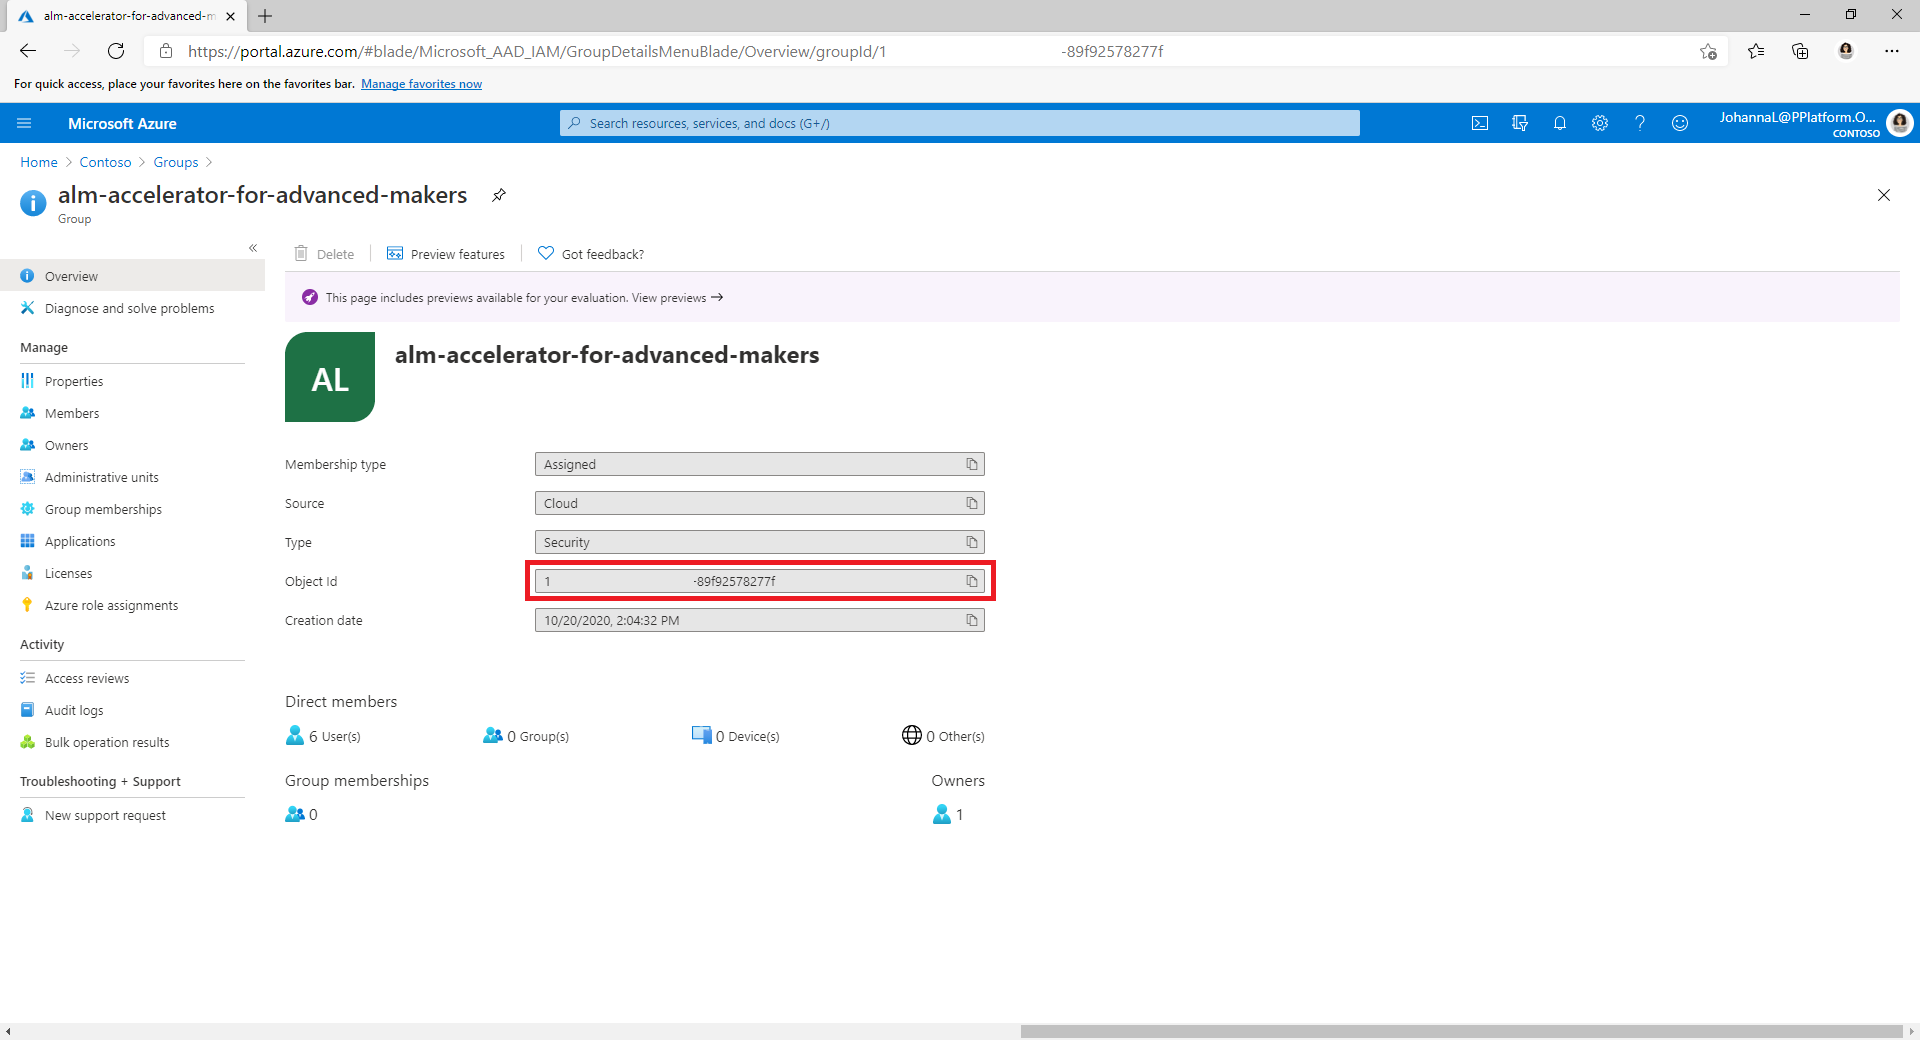 alm-accelerator-for-advanced-m
https://portal.azure.com/#blade/Microsoft_AAD_IAM/GroupDetailsMenuBlade/Overview/groupId/1 -89f92578277f
For quick access, place your favorites here on the favorites bar. Manage favorites now
Microsoft Azure
Search resources, services, and docs (G+/)
JohannaL@PPlatform.O...
CONTOSO
Home > Contoso > Groups >
alm-accelerator-for-advanced-makers
Group
Delete
Preview features
Got feedback?
This page includes previews available for your evaluation. View previews →
Overview
Diagnose and solve problems
Manage
Properties
Members
Owners
Administrative units
Group memberships
Applications
Licenses
Azure role assignments
Activity
Access reviews
Audit logs
Bulk operation results
Troubleshooting + Support
New support request
AL
alm-accelerator-for-advanced-makers
Membership type
Assigned
Source
Cloud
Type
Security
Object Id
1 -89f92578277f
Creation date
10/20/2020, 2:04:32 PM
Direct members
6 User(s)
0 Group(s)
0 Device(s)
0 Other(s)
Group memberships
0
Owners
1